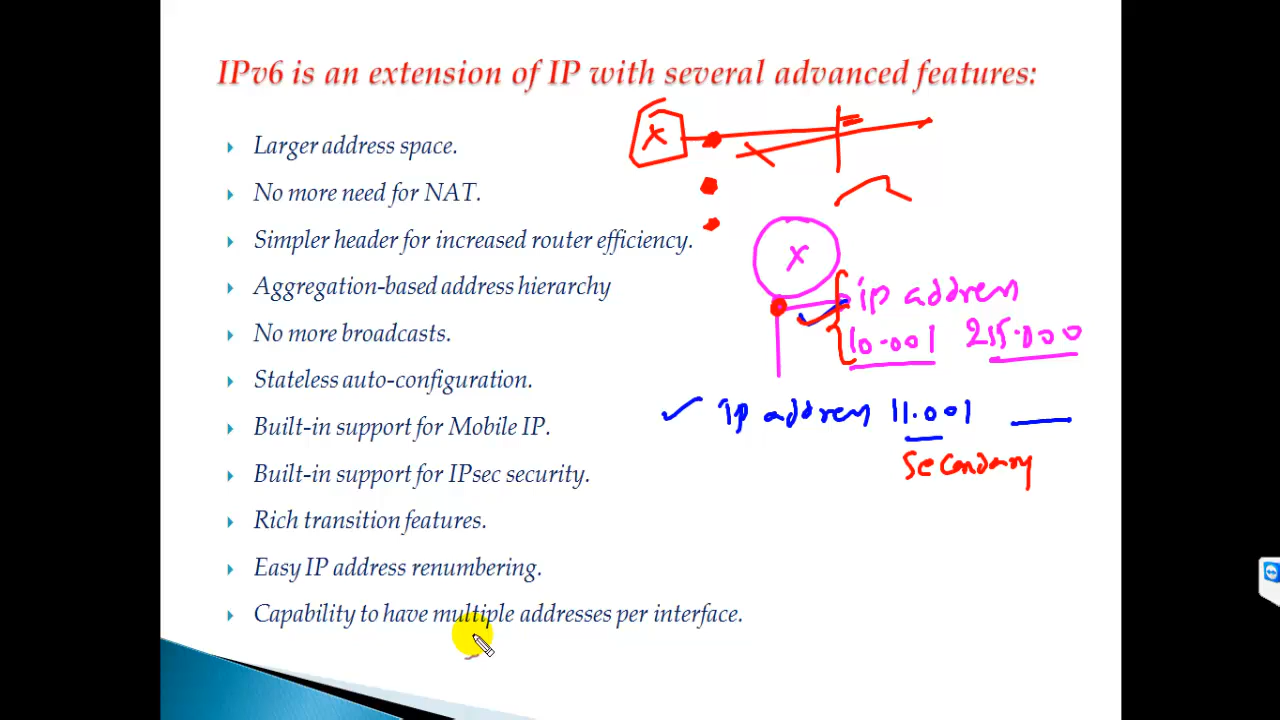 IPv6 is an extension of IP with several advanced features:
Larger address space.
No more need for NAT.
Simpler header for increased router efficiency.
Aggregation-based address hierarchy
No more broadcasts.
Stateless auto-configuration.
Built-in support for Mobile IP.
Built-in support for IPsec security.
Rich transition features.
Easy IP address renumbering.
Capability to have multiple addresses per interface.
X
X
ip address
10.001 215.000
ip address 11.001
Secondary